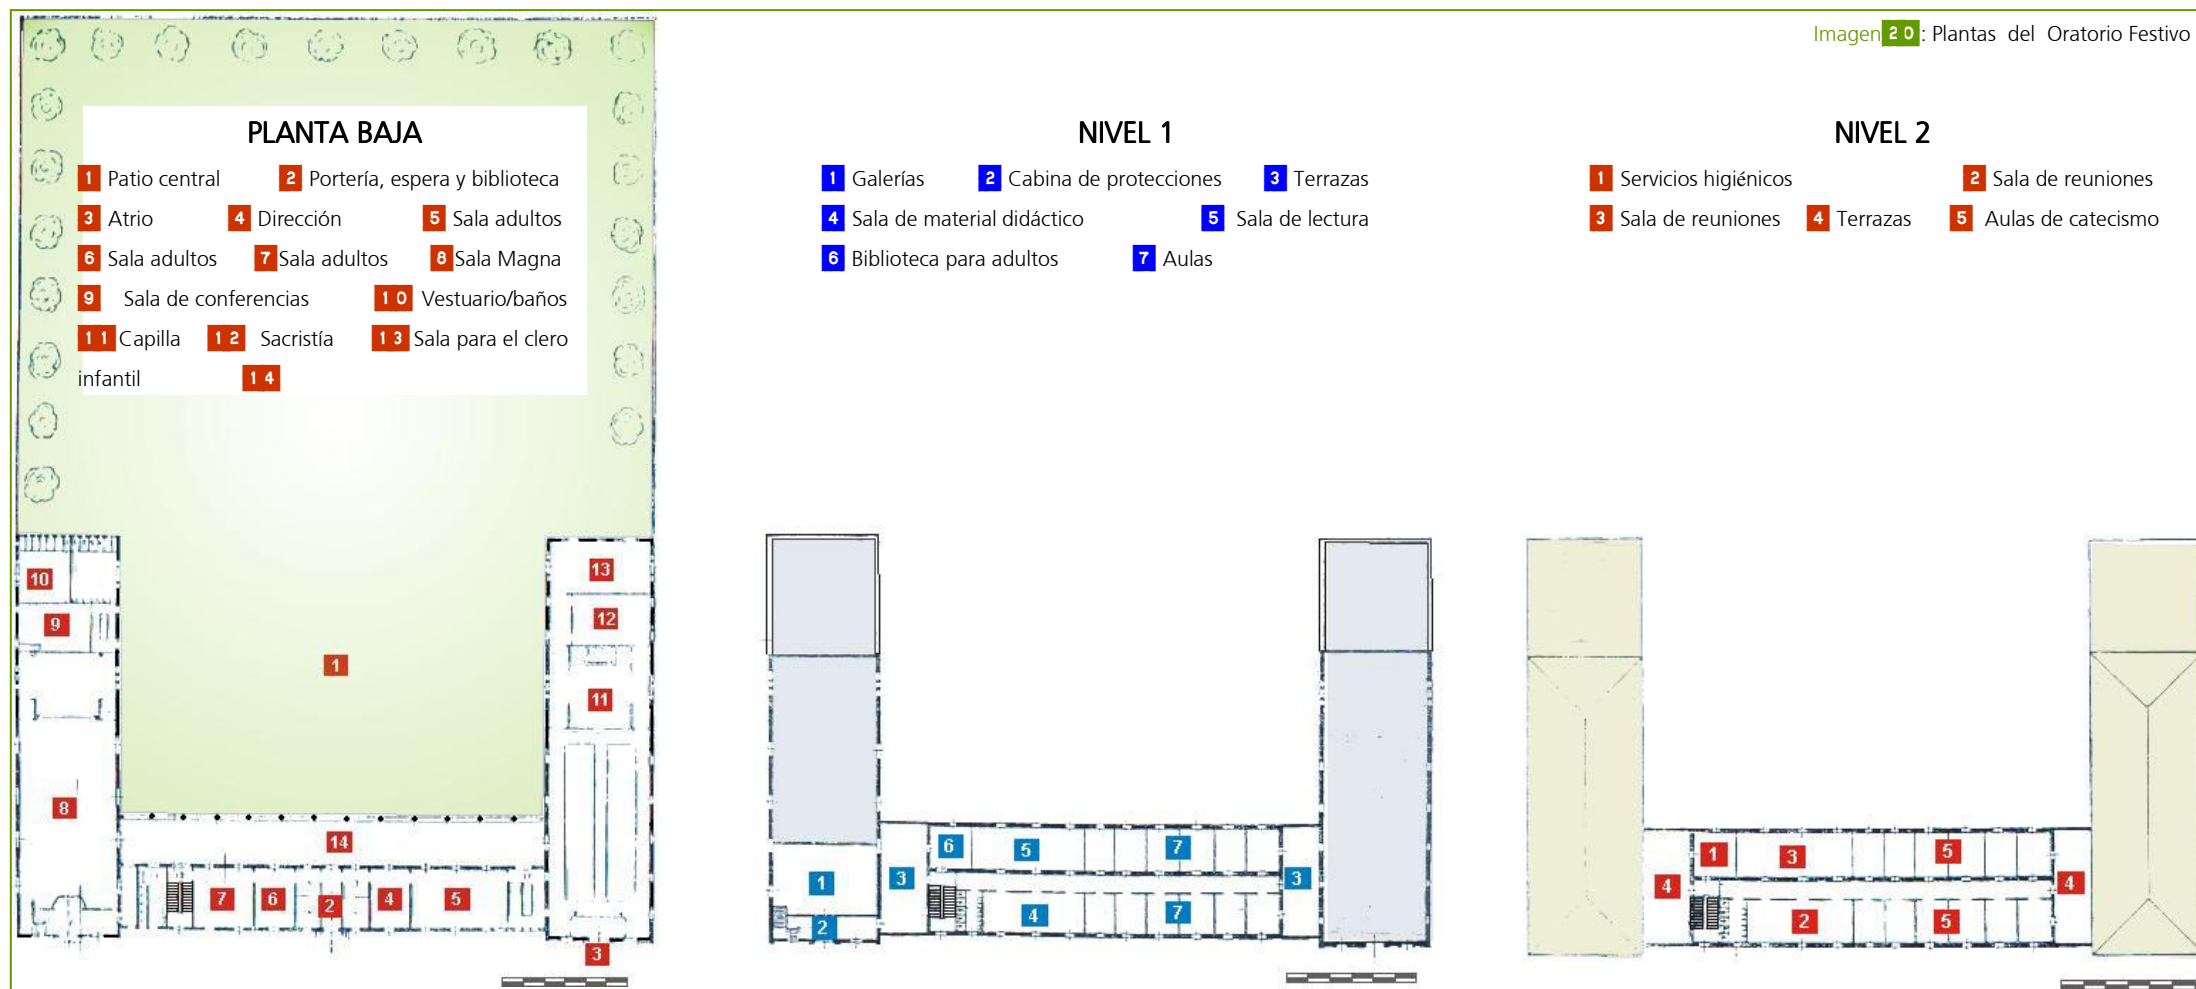 Imagen 20: Plantas del Oratorio Festivo
PLANTA BAJA
1 Patio central 2 Portería, espera y biblioteca
3 Atrio 4 Dirección 5 Sala adultos
6 Sala adultos 7 Sala adultos 8 Sala Magna
9 Sala de conferencias 10 Vestuario/baños
11 Capilla 12 Sacristía 13 Sala para el clero
infantil 14
10
9
8
13
12
11
1
14
7 6 2 4 5
3
NIVEL 1
1 Galerías 2 Cabina de protecciones 3 Terrazas
4 Sala de material didáctico 5 Sala de lectura
6 Biblioteca para adultos 7 Aulas
6 5 7
1 3 3
4 7
2
NIVEL 2
1 Servicios higiénicos 2 Sala de reuniones
3 Sala de reuniones 4 Terrazas 5 Aulas de catecismo
1 3 5
4 4
2 5